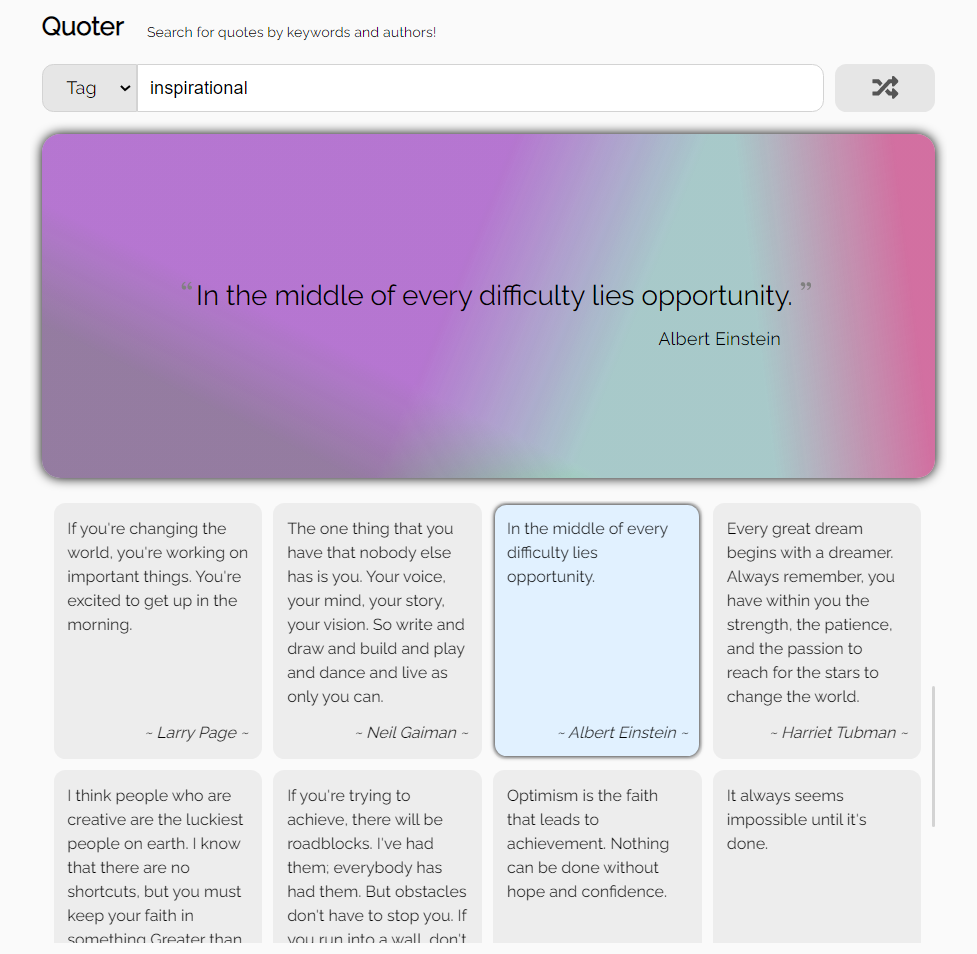 Quoter
Search for quotes by keywords and authors!
Tag
inspirational
“ In the middle of every difficulty lies opportunity. ”
Albert Einstein
If you're changing the
world, you're working on
important things. You're
excited to get up in the
morning.
~ Larry Page ~
The one thing that you
have that nobody else
has is you. Your voice,
your mind, your story,
your vision. So write and
draw and build and play
and dance and live as
only you can.
~ Neil Gaiman ~
In the middle of every
difficulty lies
opportunity.
~ Albert Einstein ~
Every great dream
begins with a dreamer.
Always remember, you
have within you the
strength, the patience,
and the passion to
reach for the stars to
change the world.
~ Harriet Tubman ~
I think people who are
creative are the luckiest
people on earth. I know
that there are no
shortcuts, but you must
keep your faith in
something Greater than
If you're trying to
achieve, there will be
roadblocks. I've had
them; everybody has
had them. But obstacles
don't have to stop you. If
you run into a wall, don't
Optimism is the faith
that leads to
achievement. Nothing
can be done without
hope and confidence.
It always seems
impossible until it's
done.